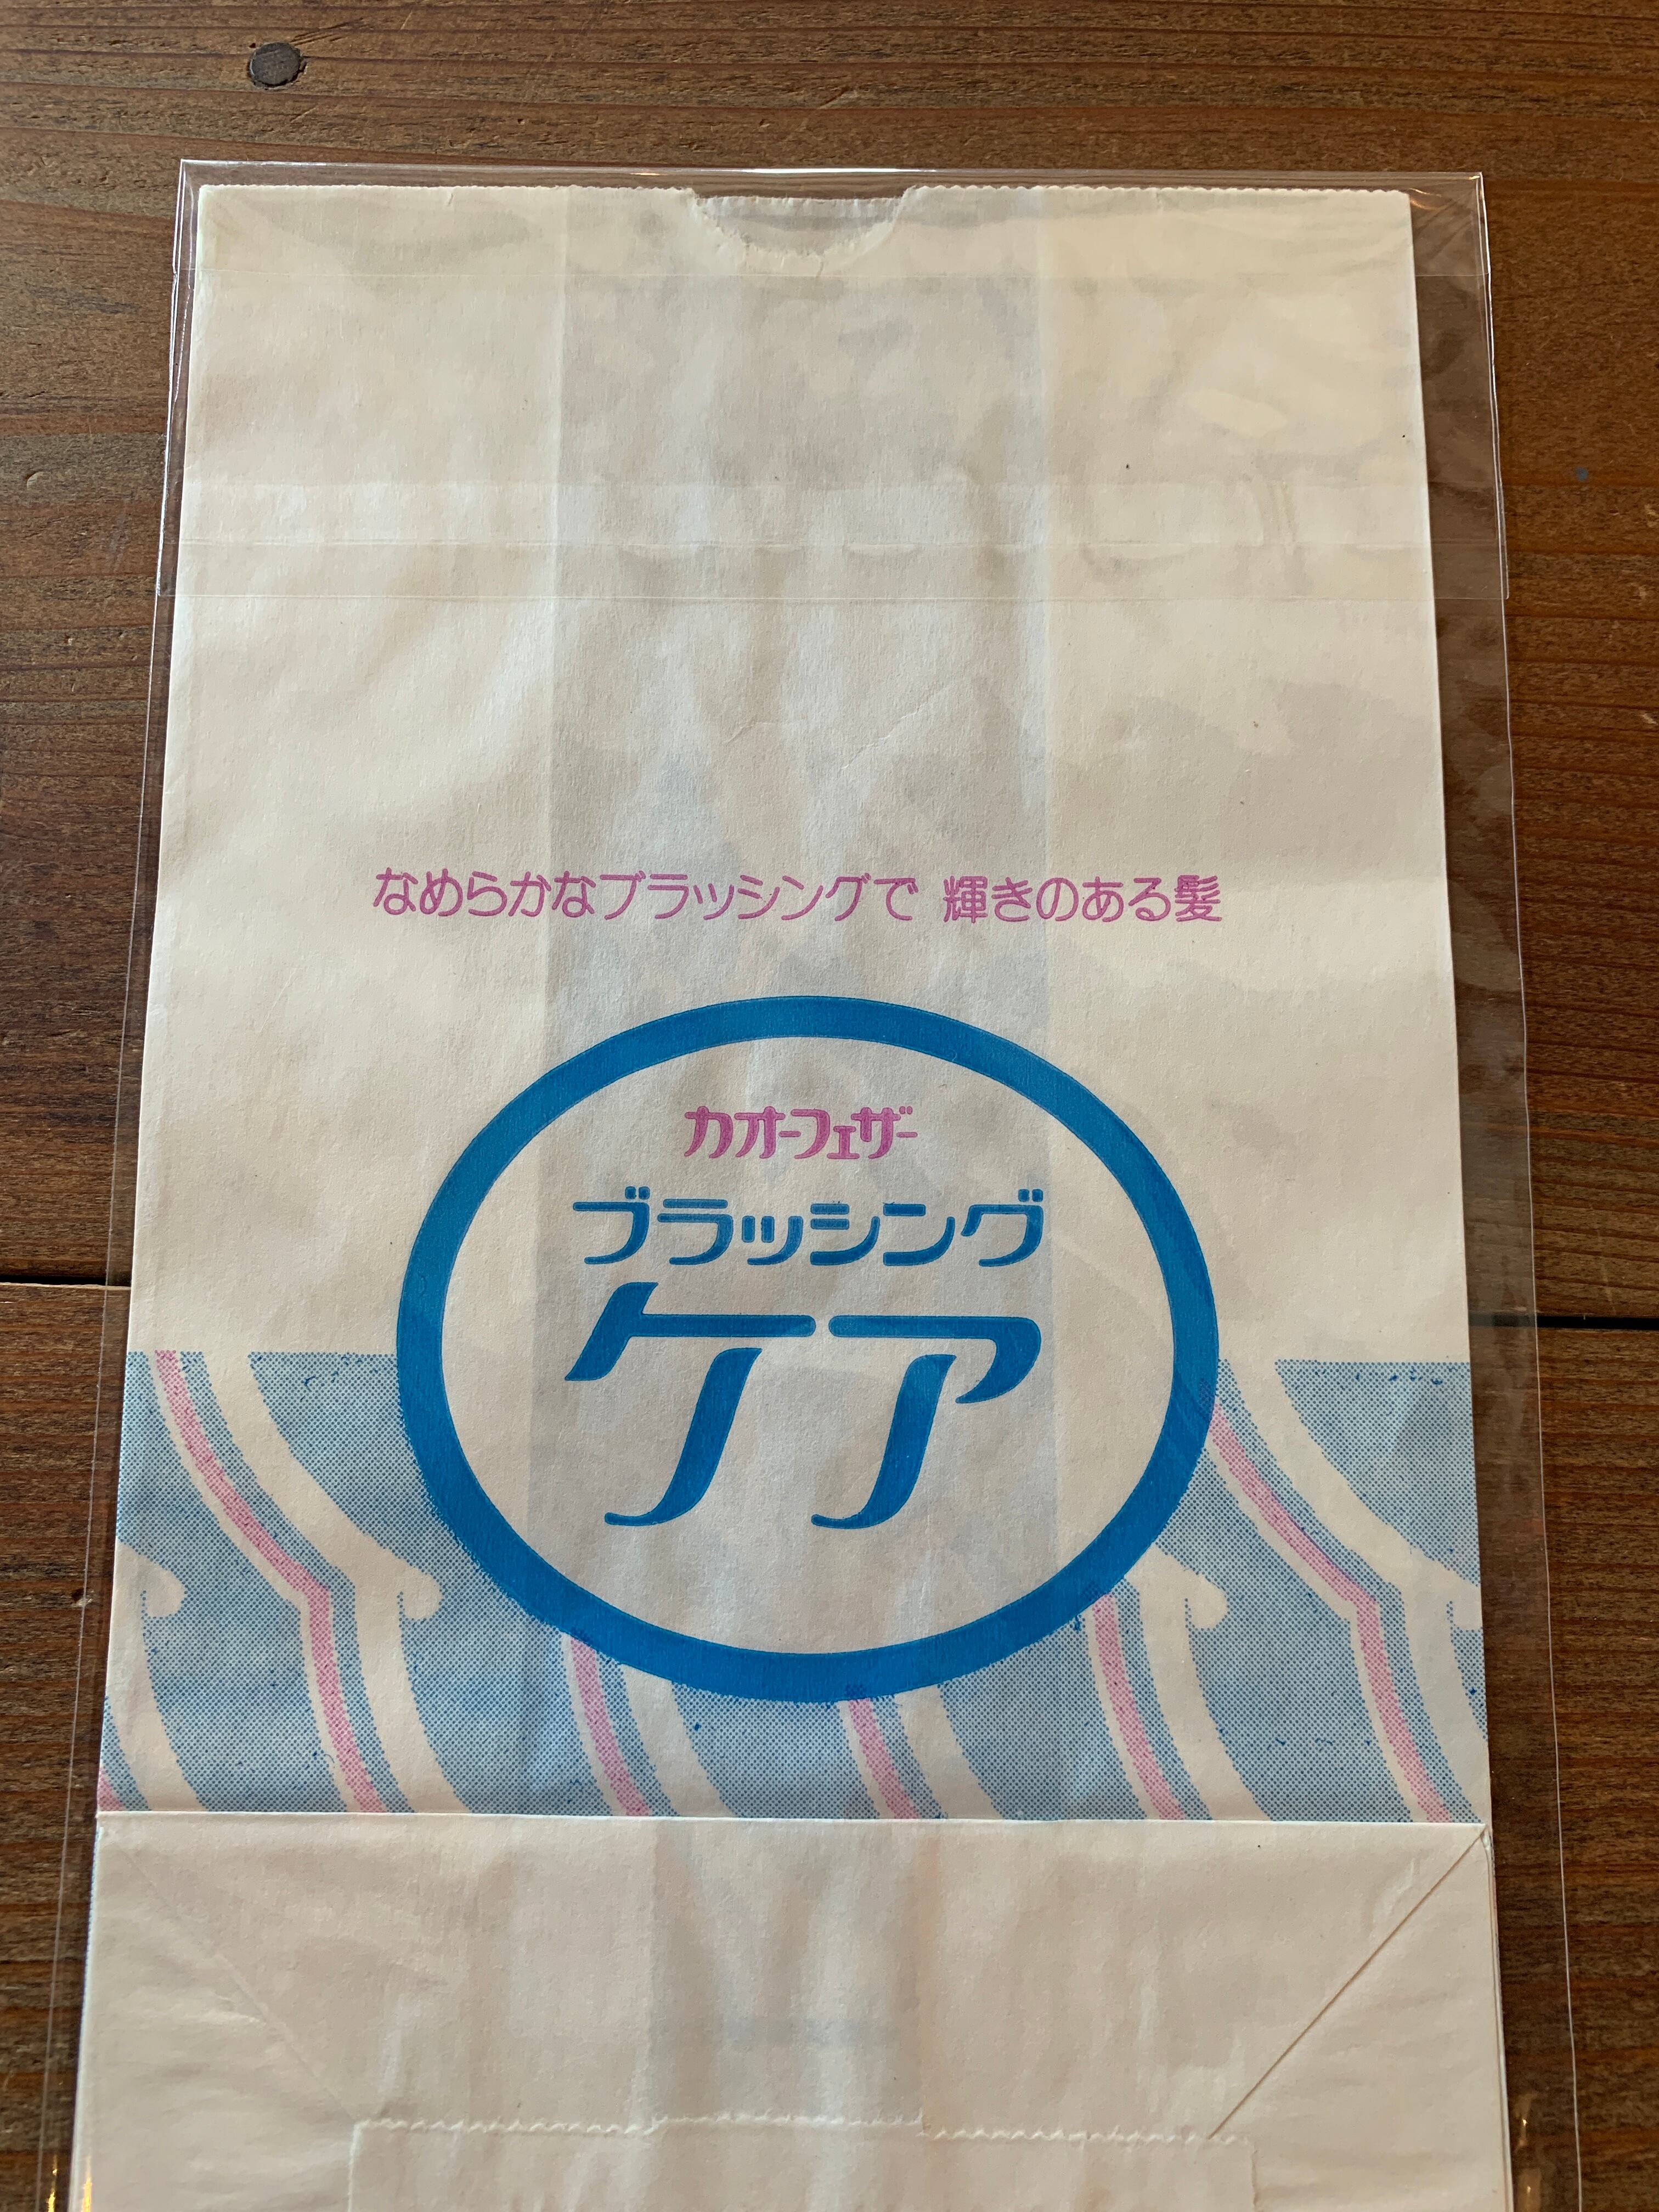 なめらかなブラッシングで 輝きのある髪
カオーフェザー
ブラッシング
ケア